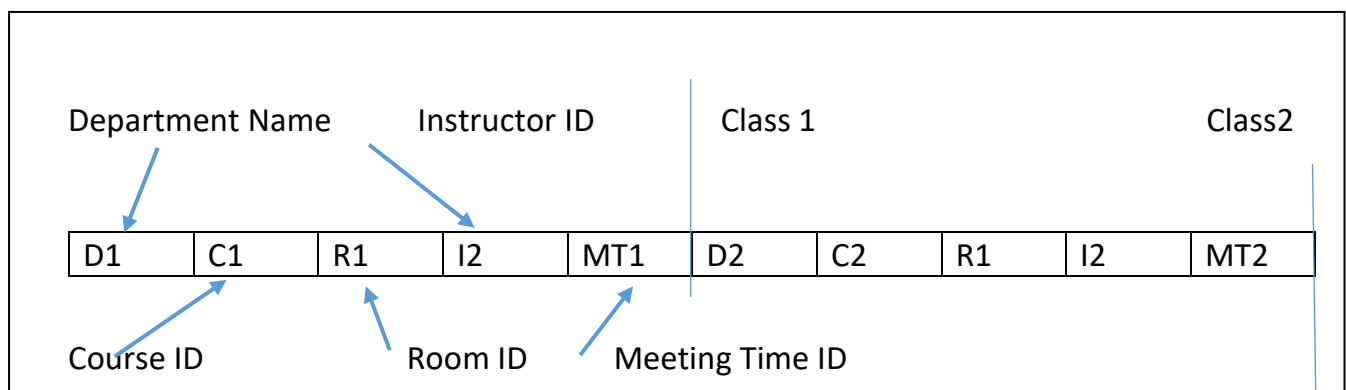 Department Name Instructor ID Class 1 Class2
D1 C1 R1 I2 MT1 D2 C2 R1 I2 MT2
Course ID Room ID Meeting Time ID